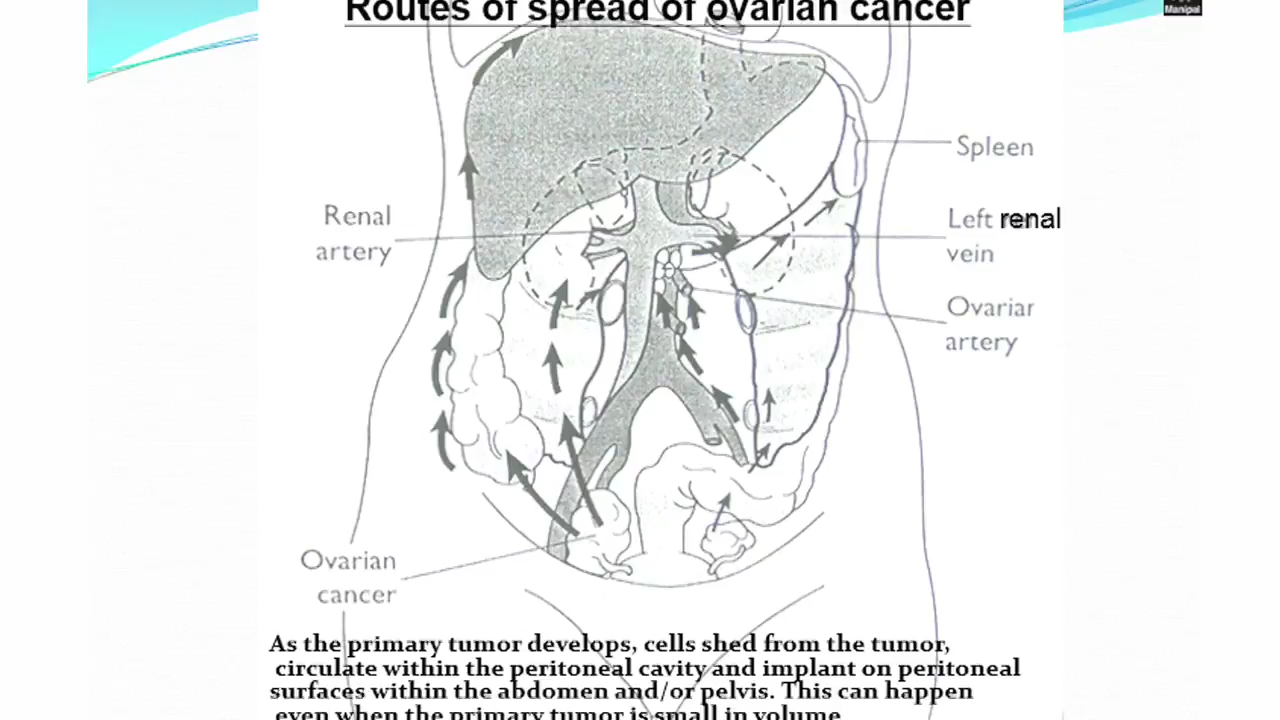 Routes of spread of ovarian cancer
Manipal
Spleen
Renal
artery
Left renal
vein
Ovariar
artery
Ovarian
cancer
As the primary tumor develops, cells shed from the tumor,
circulate within the peritoneal cavity and implant on peritoneal
surfaces within the abdomen and/or pelvis. This can happen
even when the primary tumor is small in volume